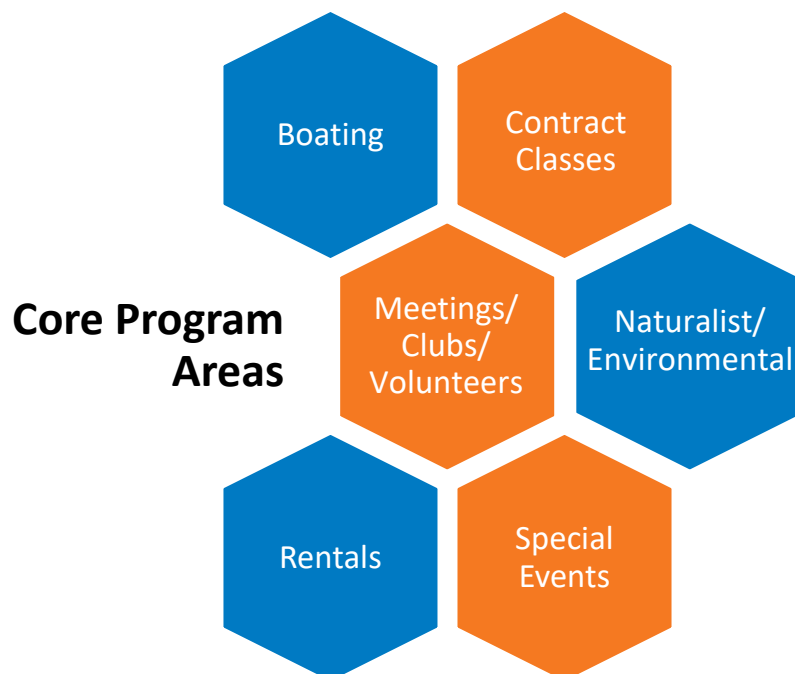 Boating
Contract
Classes
Core Program
Areas
Meetings/
Clubs/
Volunteers
Naturalist/
Environmental
Rentals
Special
Events